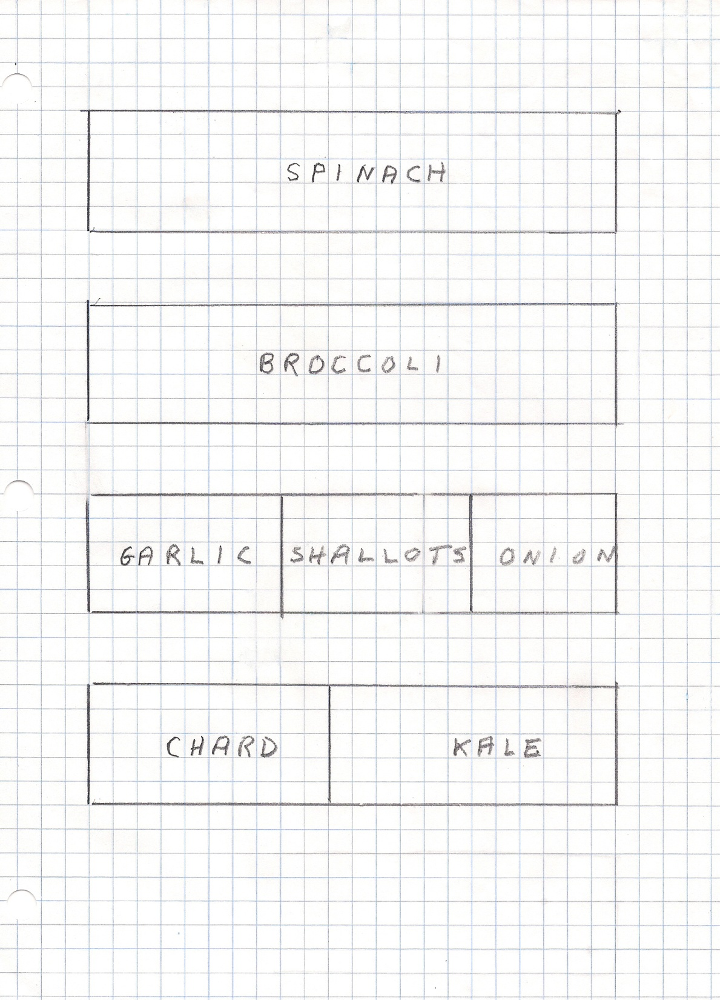 SPINACH
BROCCOLI
GARLIC SHALLOTS ONION
CHARD KALE